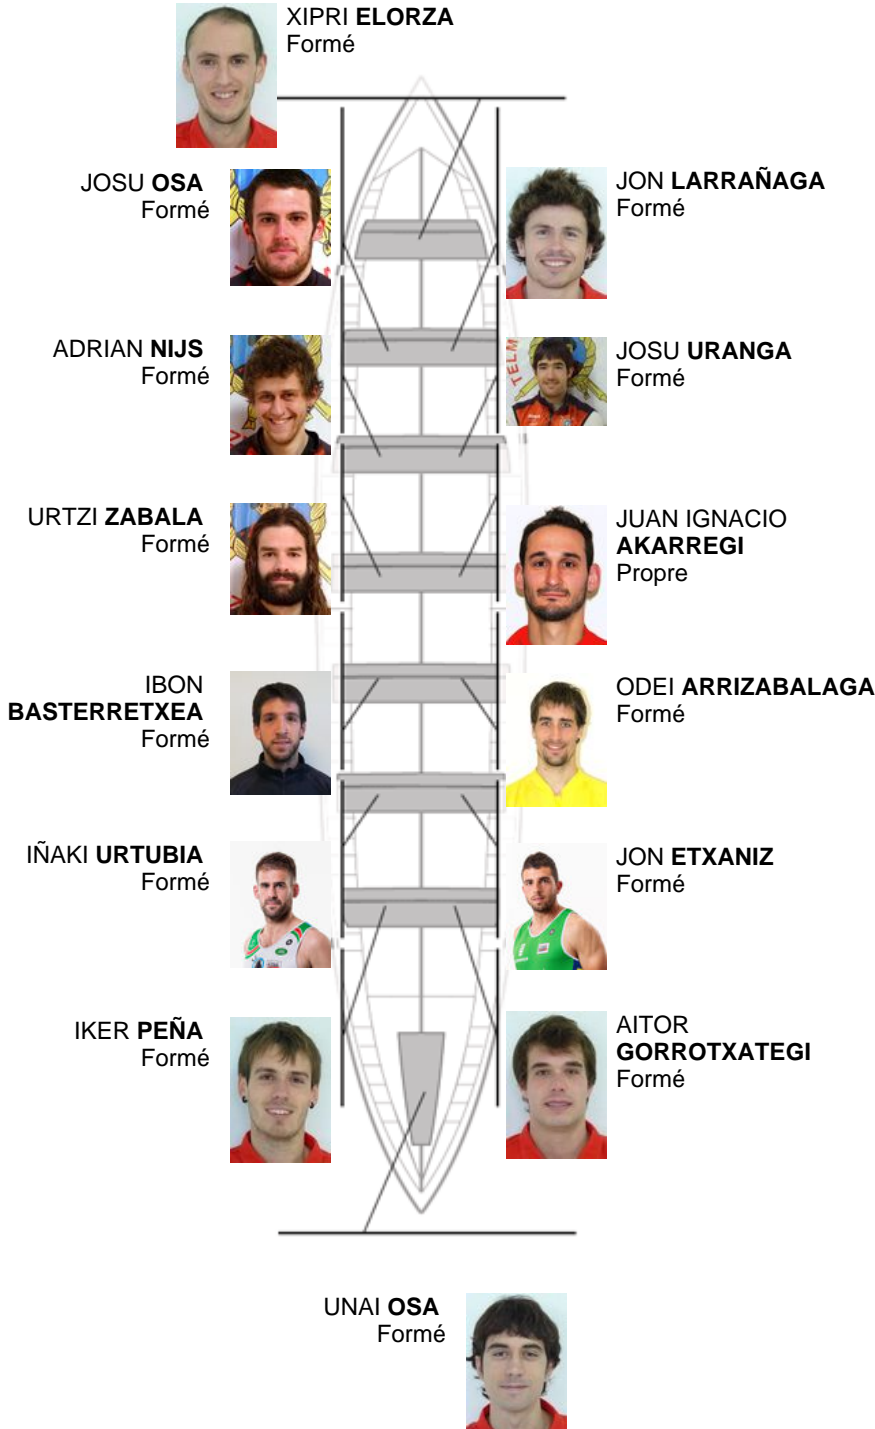 XIPRI ELORZA
Formé
JOSU OSA
Formé
JON LARRAÑAGA
Formé
ADRIAN NIJS
Formé
JOSU URANGA
Formé
TELM
URTZI ZABALA
Formé
JUAN IGNACIO
AKARREGI
Propre
IBON
BASTERRETXEA
Formé
ODEI ARRIZABALAGA
Formé
IÑAKI URTUBIA
Formé
JON ETXANIZ
Formé
IKER PEÑA
Formé
AITOR
GORROTXATEGI
Formé
UNAI OSA
Formé